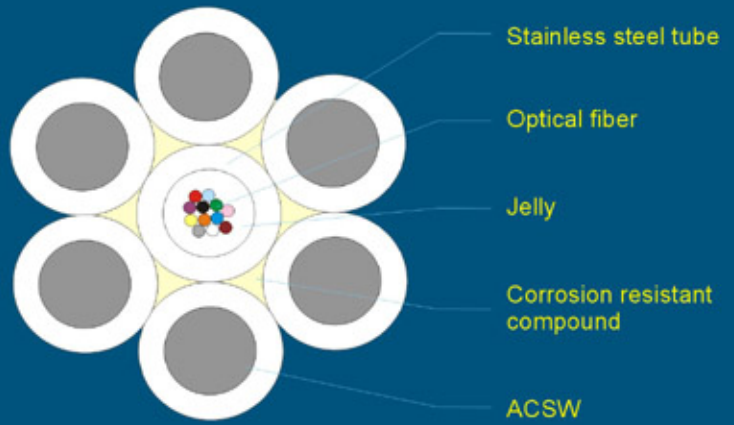 Stainless steel tube
Optical fiber
Jelly
Corrosion resistant
compound
ACSW